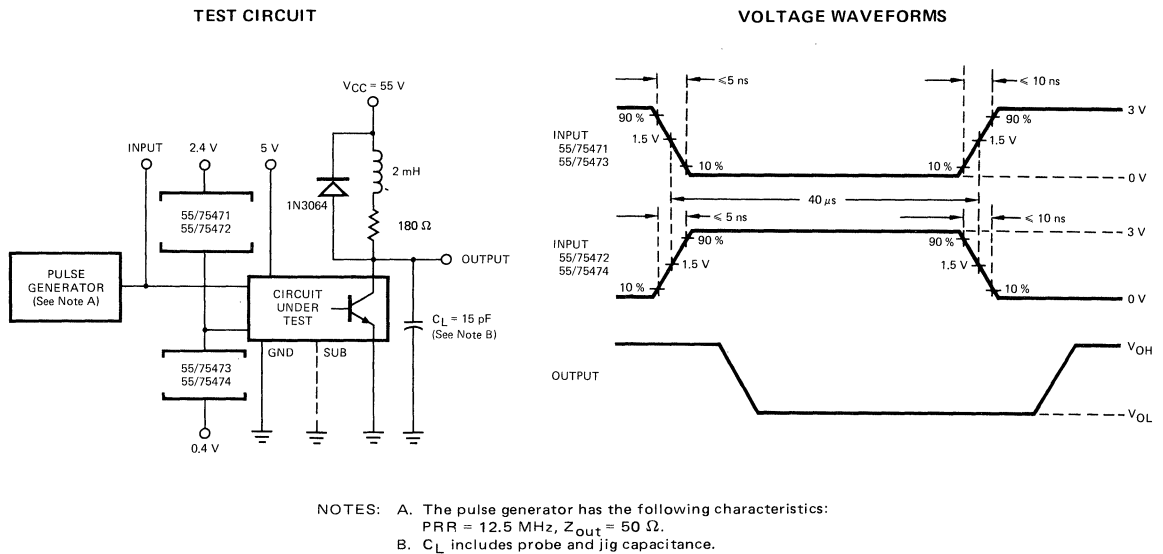 TEST CIRCUIT
VCC = 55 V
INPUT
2.4 V
5 V
2 mH
1N3064
180 Ω
55/75471
55/75472
OUTPUT
PULSE
GENERATOR
(See Note A)
CIRCUIT
UNDER
TEST
CL = 15 pF
(See Note B)
GND
SUB
55/75473
55/75474
0.4 V
VOLTAGE WAVEFORMS
≤5 ns
≤ 10 ns
3 V
90 %
90 %
INPUT
55/75471
55/75473
1.5 V
1.5 V
10 %
10 %
0 V
40 μs
≤ 5 ns
≤ 10 ns
3 V
INPUT
55/75472
55/75474
90%
90%
1.5 V
1.5 V
10 %
10 %
0 V
OUTPUT
VOH
VOL
NOTES: A. The pulse generator has the following characteristics:
PRR = 12.5 MHz, Zout = 50 Ω.
B. CL includes probe and jig capacitance.